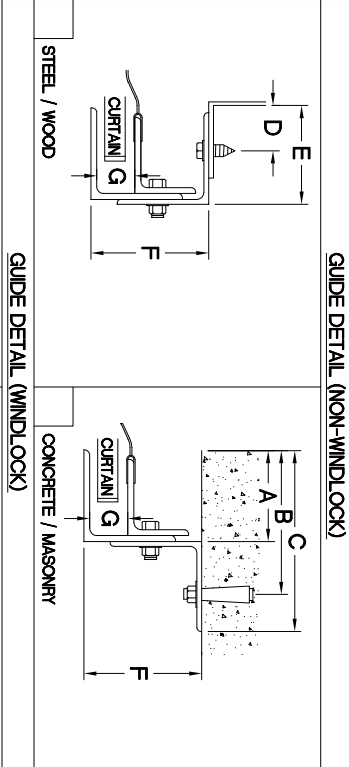 GUIDE DETAIL (NON-WINDLOCK)
D
E
CURTAIN
G
F
STEEL / WOOD
A
B
C
CURTAIN
G
F
CONCRETE / MASONRY
GUIDE DETAIL (WINDLOCK)